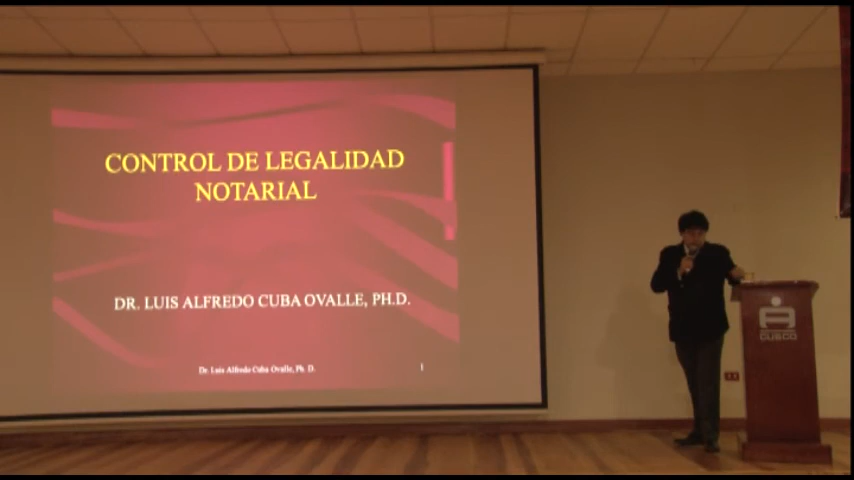 CONTROL DE LEGALIDAD
NOTARIAL
DR. LUIS ALFREDO CUBA OVALLE, PH.D.
Dr. Luis Alfredo Cuba Ovalle, Ph. D.
1
CUSCO